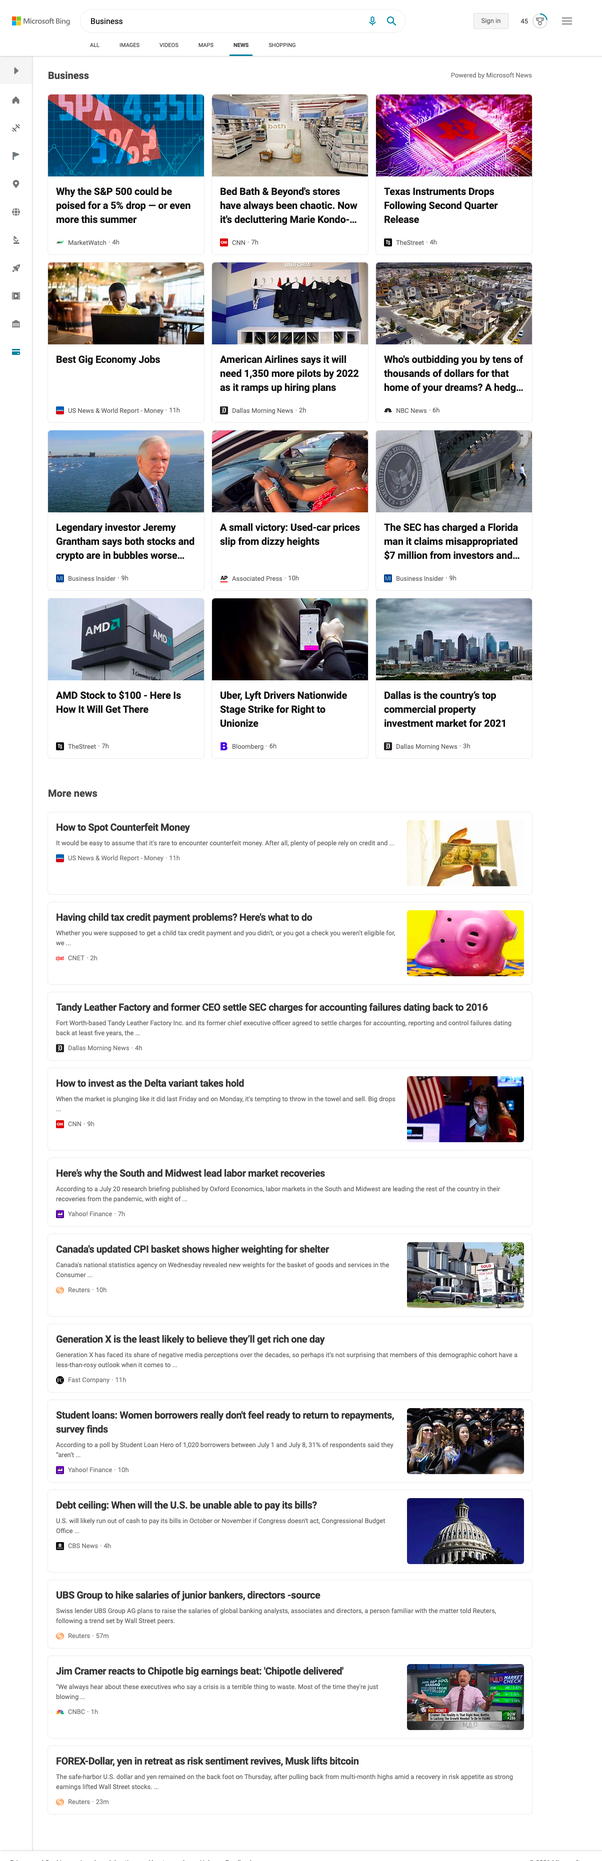 Microsoft Bing
Business
Sign in
45
ALL
IMAGES
VIDEOS
MAPS
NEWS
SHOPPING
Business
Powered by Microsoft News
SPX 4,350
5%?
bath
Why the S&P 500 could be
poised for a 5% drop — or even
more this summer
MarketWatch · 4h
Bed Bath & Beyond's stores
have always been chaotic. Now
it's decluttering Marie Kondo-...
CNN · 7h
Texas Instruments Drops
Following Second Quarter
Release
TheStreet · 4h
Best Gig Economy Jobs
US News & World Report - Money · 11h
American Airlines says it will
need 1,350 more pilots by 2022
as it ramps up hiring plans
Dallas Morning News · 2h
Who's outbidding you by tens of
thousands of dollars for that
home of your dreams? A hedg...
NBC News · 6h
Legendary investor Jeremy
Grantham says both stocks and
crypto are in bubbles worse...
Business Insider · 9h
A small victory: Used-car prices
slip from dizzy heights
AP Associated Press · 10h
The SEC has charged a Florida
man it claims misappropriated
$7 million from investors and...
Business Insider · 9h
AMD
AMD
AMD Stock to $100 - Here Is
How It Will Get There
TheStreet · 7h
Uber, Lyft Drivers Nationwide
Stage Strike for Right to
Unionize
Bloomberg · 6h
Dallas is the country's top
commercial property
investment market for 2021
Dallas Morning News · 3h
More news
How to Spot Counterfeit Money
It would be easy to assume that it's rare to encounter counterfeit money. After all, plenty of people rely on credit and ...
US News & World Report - Money · 11h
Having child tax credit payment problems? Here's what to do
Whether you were supposed to get a child tax credit payment and you didn't, or you got a check you weren't eligible for,
we ...
CNET · 2h
Tandy Leather Factory and former CEO settle SEC charges for accounting failures dating back to 2016
Fort Worth-based Tandy Leather Factory Inc. and its former chief executive officer agreed to settle charges for accounting, reporting and control failures dating
back at least five years, the ...
Dallas Morning News · 4h
How to invest as the Delta variant takes hold
When the market is plunging like it did last Friday and on Monday, it's tempting to throw in the towel and sell. Big drops
...
CNN · 9h
Here's why the South and Midwest lead labor market recoveries
According to a July 20 research briefing published by Oxford Economics, labor markets in the South and Midwest are leading the rest of the country in their
recoveries from the pandemic, with eight of ...
Yahoo! Finance · 7h
Canada's updated CPI basket shows higher weighting for shelter
Canada's national statistics agency on Wednesday revealed new weights for the basket of goods and services in the
Consumer ...
Reuters · 10h
SOLD
Generation X is the least likely to believe they'll get rich one day
Generation X has faced its share of negative media perceptions over the decades, so perhaps it's not surprising that members of this demographic cohort have a
less-than-rosy outlook when it comes to ...
Fast Company · 11h
Student loans: Women borrowers really don't feel ready to return to repayments,
survey finds
According to a poll by Student Loan Hero of 1,020 borrowers between July 1 and July 8, 31% of respondents said they
"aren't ...
Yahoo! Finance · 10h
Debt ceiling: When will the U.S. be unable able to pay its bills?
U.S. will likely run out of cash to pay its bills in October or November if Congress doesn't act, Congressional Budget
Office ...
CBS News · 4h
UBS Group to hike salaries of junior bankers, directors -source
Swiss lender UBS Group AG plans to raise the salaries of global banking analysts, associates and directors, a person familiar with the matter told Reuters,
following a trend set by Wall Street peers.
Reuters · 57m
Jim Cramer reacts to Chipotle big earnings beat: 'Chipotle delivered'
"We always hear about these executives who say a crisis is a terrible thing to waste. Most of the time they're just
blowing ...
CNBC · 1h
MARKET
CHECK
MAD MONEY
FOREX-Dollar, yen in retreat as risk sentiment revives, Musk lifts bitcoin
The safe-harbor U.S. dollar and yen remained on the back foot on Thursday, after pulling back from multi-month highs amid a recovery in risk appetite as strong
earnings lifted Wall Street stocks. ...
Reuters · 23m